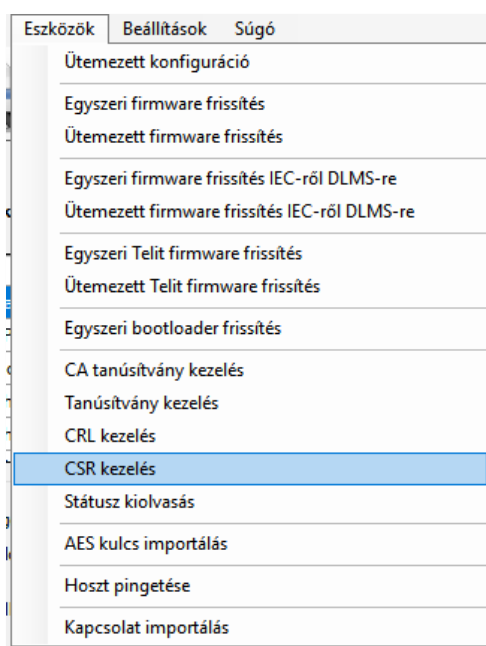 Eszközök Beállítások Súgó
Ütemezett konfiguráció
Egyszeri firmware frissítés
Ütemezett firmware frissítés
Egyszeri firmware frissítés IEC-ről DLMS-re
Ütemezett firmware frissítés IEC-ről DLMS-re
Egyszeri Telit firmware frissítés
Ütemezett Telit firmware frissítés
Egyszeri bootloader frissítés
CA tanúsítvány kezelés
Tanúsítvány kezelés
CRL kezelés
CSR kezelés
Státusz kiolvasás
AES kulcs importálás
Hoszt pingetése
Kapcsolat importálás